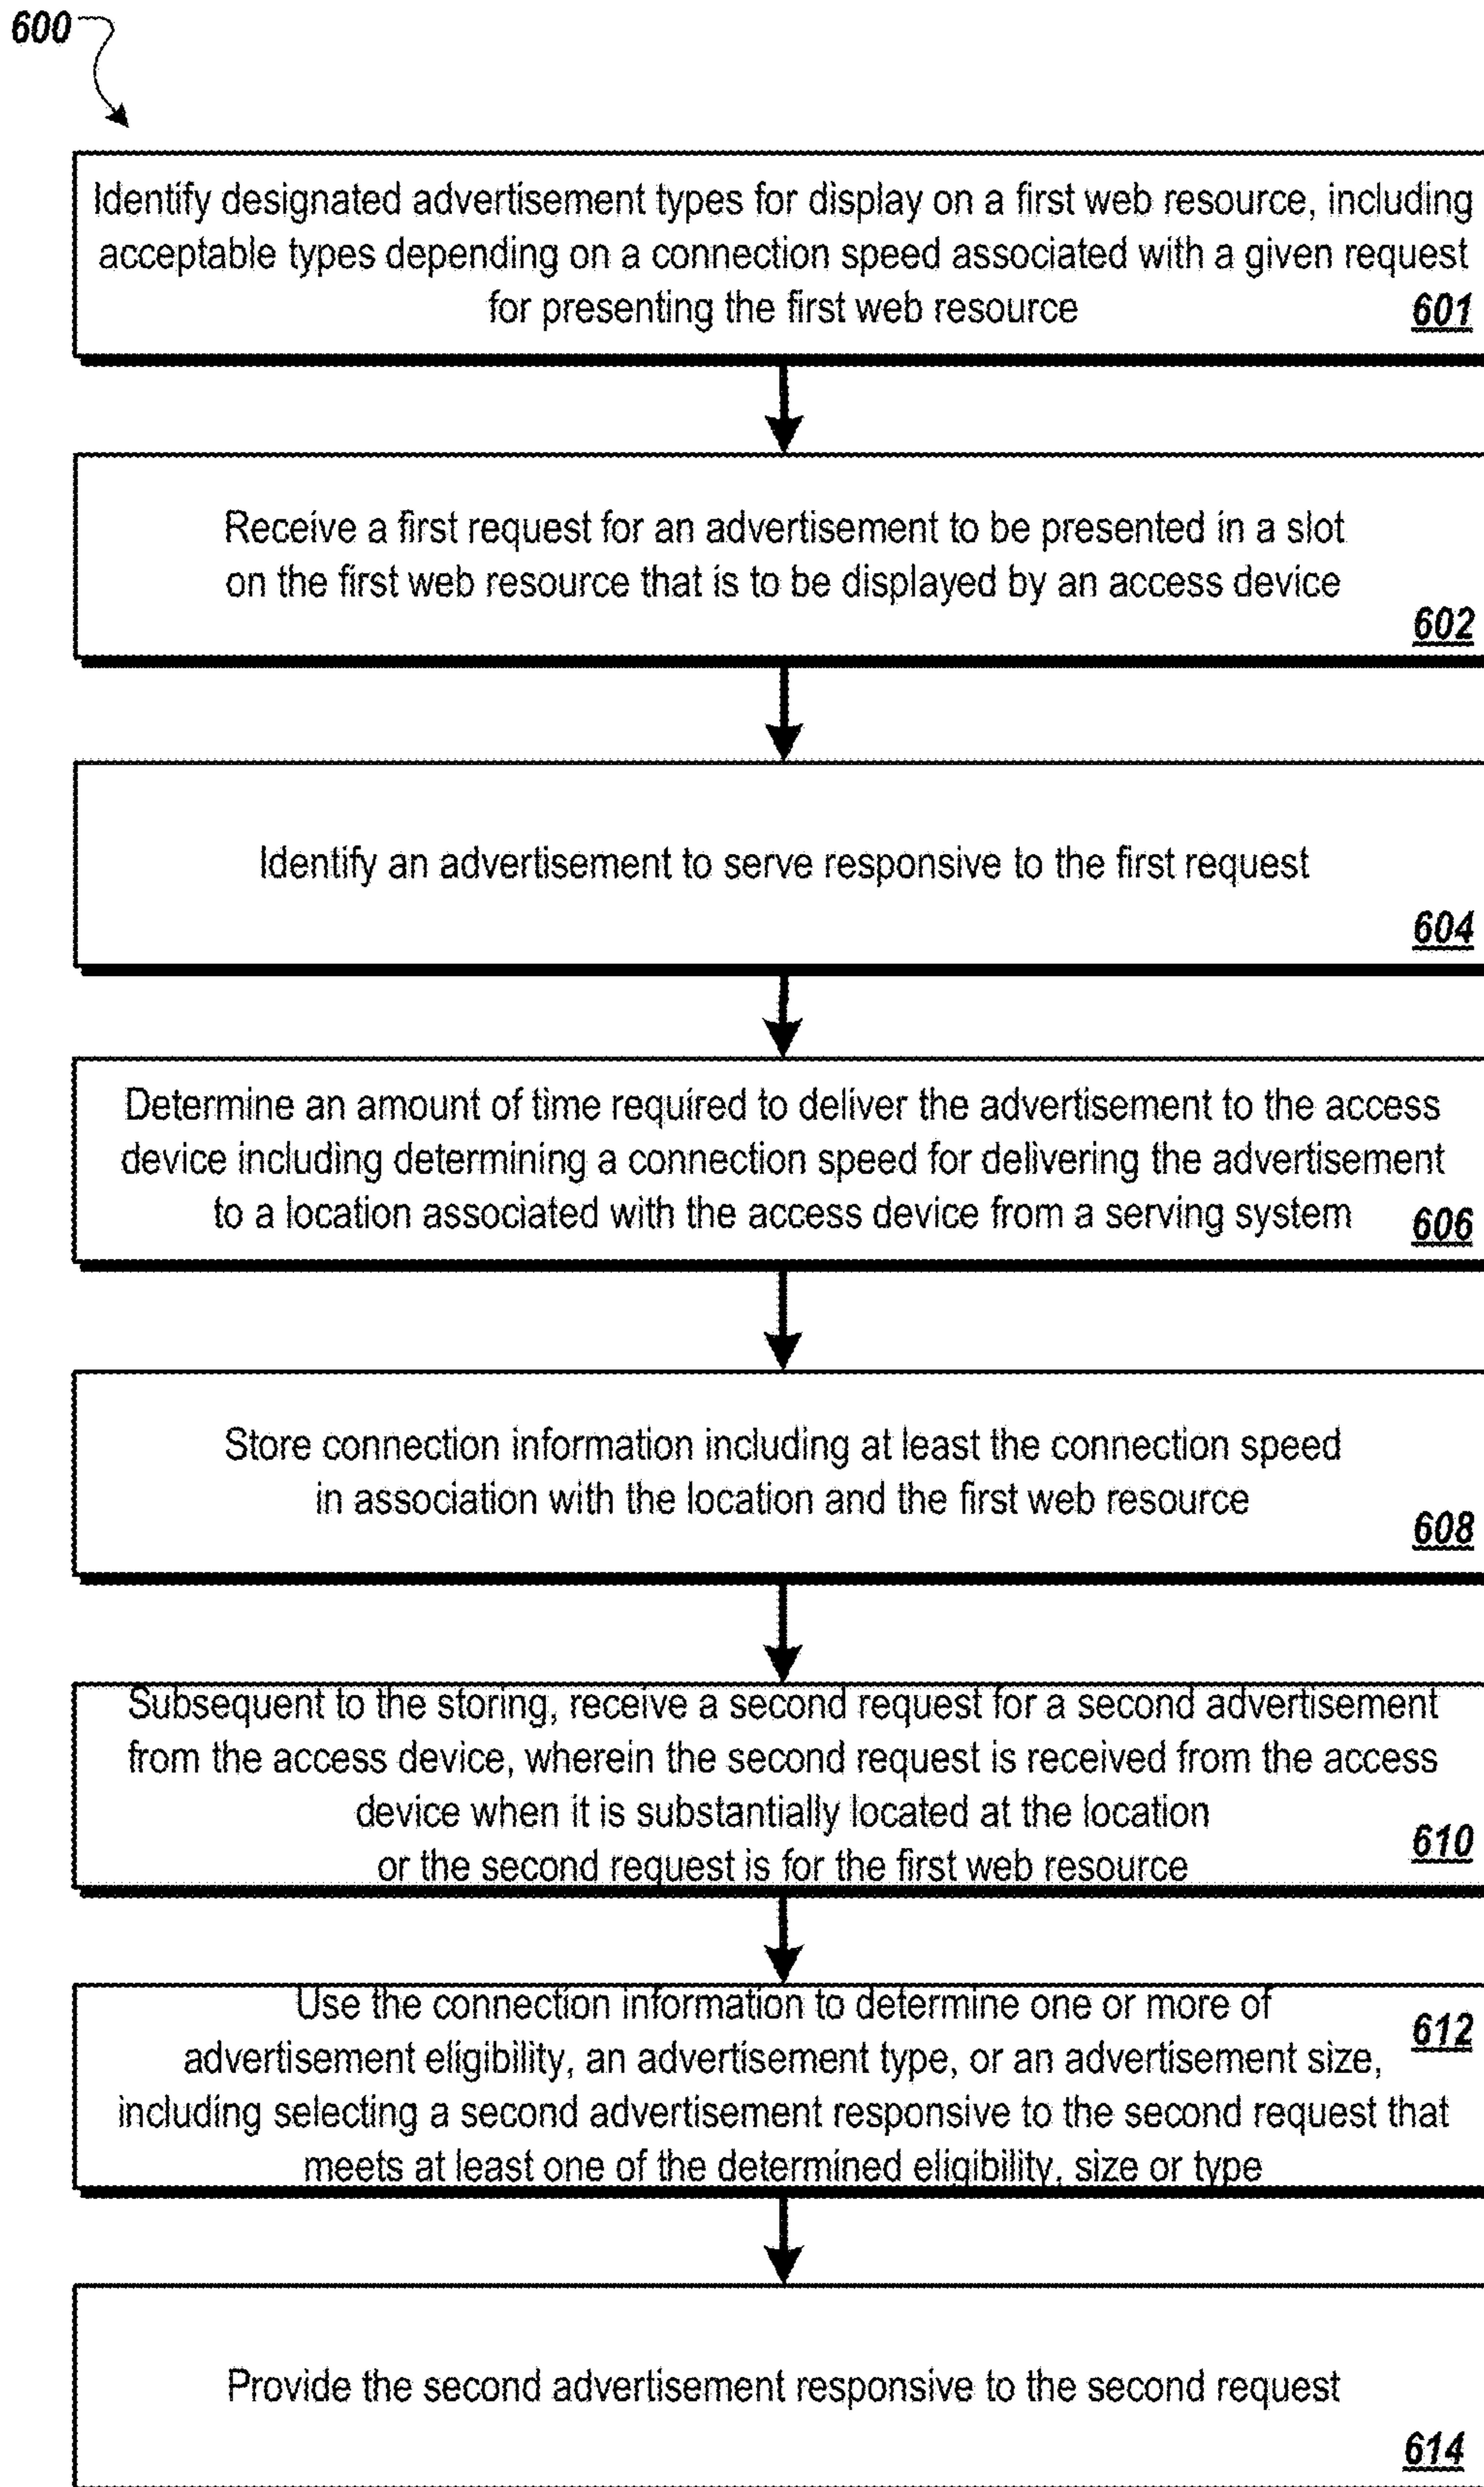 600
Identify designated advertisement types for display on a first web resource, including
acceptable types depending on a connection speed associated with a given request
for presenting the first web resource
601
Receive a first request for an advertisement to be presented in a slot
on the first web resource that is to be displayed by an access device
602
Identify an advertisement to serve responsive to the first request
604
Determine an amount of time required to deliver the advertisement to the access
device including determining a connection speed for delivering the advertisement
to a location associated with the access device from a serving system
606
Store connection information including at least the connection speed
in association with the location and the first web resource
608
Subsequent to the storing, receive a second request for a second advertisement
from the access device, wherein the second request is received from the access
device when it is substantially located at the location
or the second request is for the first web resource
610
Use the connection information to determine one or more of
612
advertisement eligibility, an advertisement type, or an advertisement size,
including selecting a second advertisement responsive to the second request that
meets at least one of the determined eligibility, size or type
Provide the second advertisement responsive to the second request
614